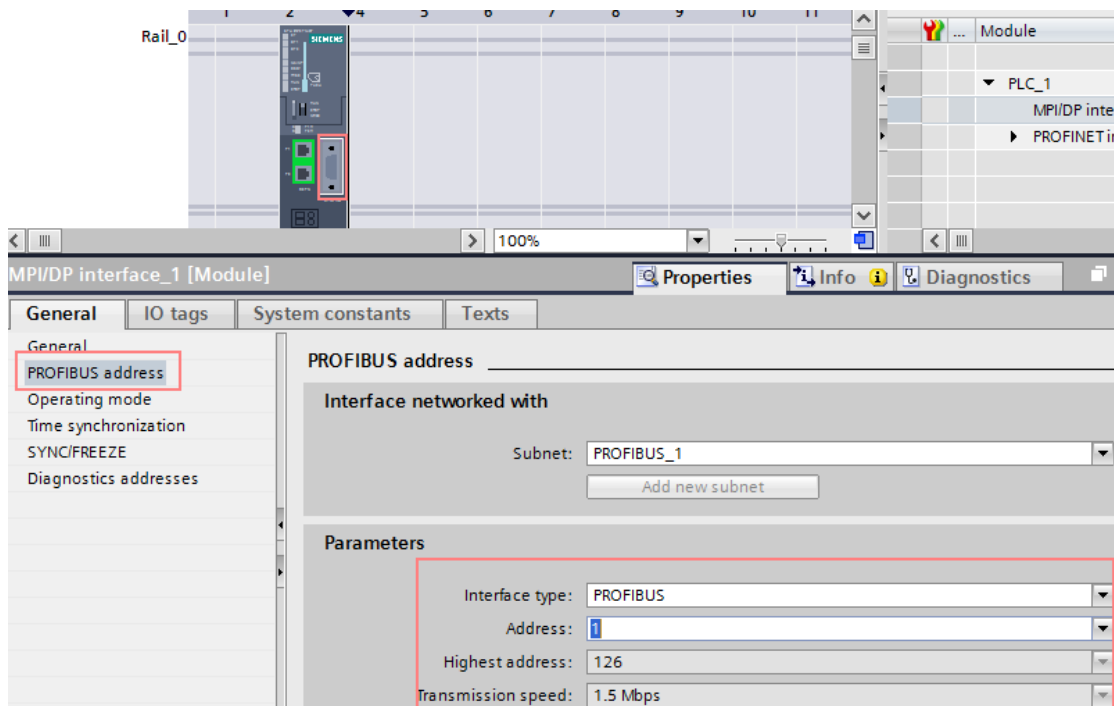 Rail_0
SIEMENS
... Module
PLC_1
MPI/DP inte
PROFINET i
100%
MPI/DP interface_1 [Module]
Properties Info Diagnostics
General IO tags System constants Texts
General
PROFIBUS address
Operating mode
Time synchronization
SYNC/FREEZE
Diagnostics addresses
PROFIBUS address
Interface networked with
Subnet: PROFIBUS_1
Add new subnet
Parameters
Interface type: PROFIBUS
Address: 1
Highest address: 126
Transmission speed: 1.5 Mbps